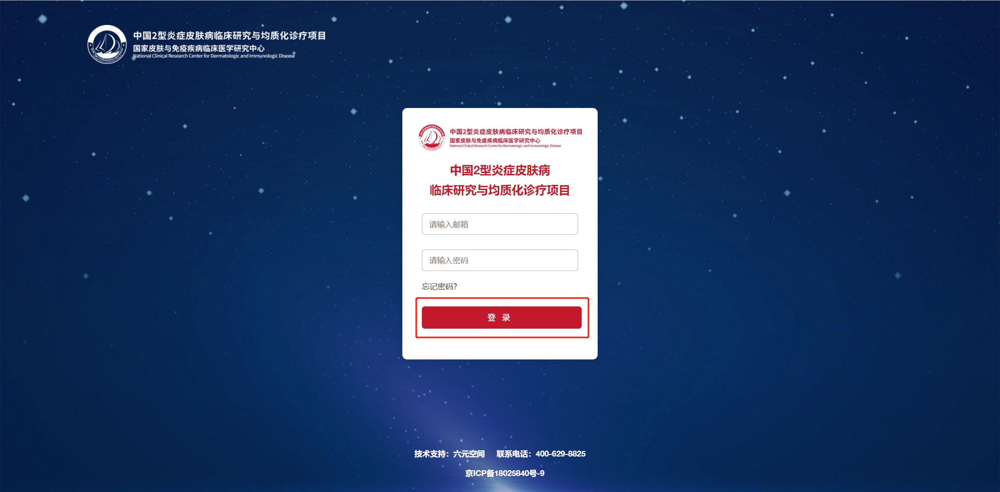 中国2型炎症皮肤病临床研究与均质化诊疗项目
国家皮肤与免疫疾病临床医学研究中心
National Clinical Research Center for Dermatologic and Immunologic Disease
中国2型炎症皮肤病临床研究与均质化诊疗项目
国家皮肤与免疫疾病临床医学研究中心
National Clinical Research Center for Dermatologic and Immunologic Disease
中国2型炎症皮肤病
临床研究与均质化诊疗项目
请输入邮箱
请输入密码
忘记密码?
登 录
技术支持：六元空间 联系电话：400-629-8825
京ICP备18025840号-9